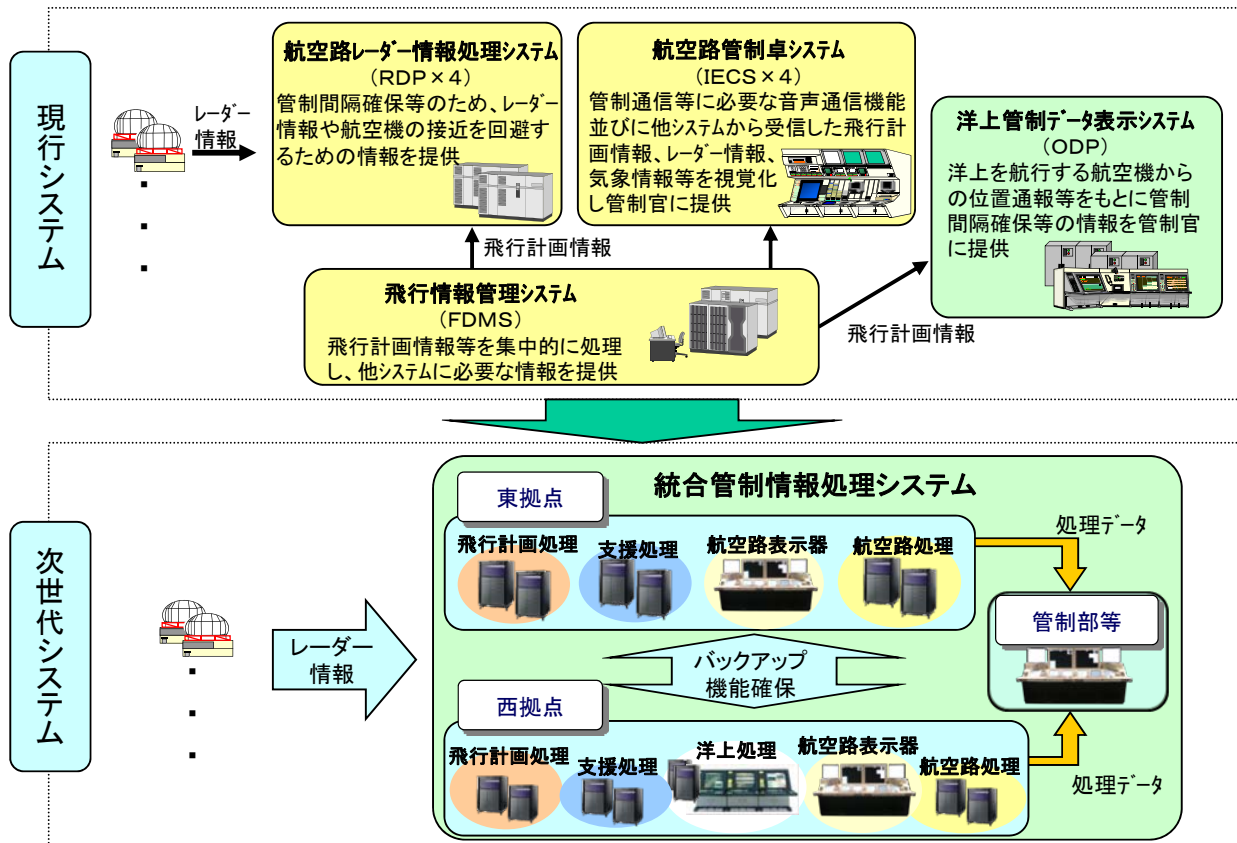 現行システム
レーダー
情報
航空路レーダー情報処理システム
（RDP×4）
管制間隔確保等のため、レーダー
情報や航空機の接近を回避す
るための情報を提供
航空路管制卓システム
（IECS×4）
管制通信等に必要な音声通信機能
並びに他システムから受信した飛行計
画情報、レーダー情報、
気象情報等を視覚化
し管制官に提供
洋上管制データ表示システム
（ODP）
洋上を航行する航空機から
の位置通報等をもとに管制
間隔確保等の情報を管制官
に提供
飛行計画情報
飛行情報管理システム
（FDMS）
飛行計画情報等を集中的に処理
し、他システムに必要な情報を提供
飛行計画情報
次世代システム
レーダー
情報
統合管制情報処理システム
東拠点
飛行計画処理
支援処理
航空路表示器
航空路処理
処理データ
管制部等
バックアップ
機能確保
西拠点
飛行計画処理
支援処理
洋上処理
航空路表示器
航空路処理
処理データ